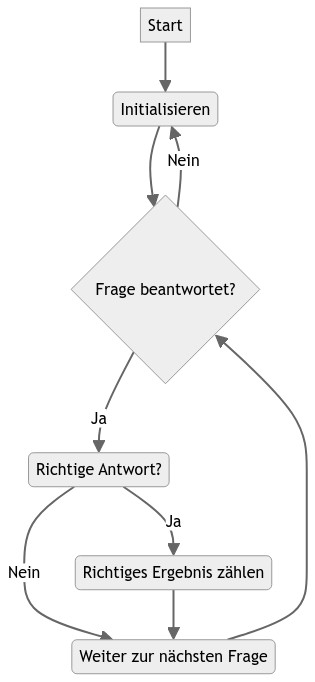 Start
Initialisieren
Nein
Frage beantwortet?
Ja
Richtige Antwort?
Ja
Nein
Richtiges Ergebnis zählen
Weiter zur nächsten Frage